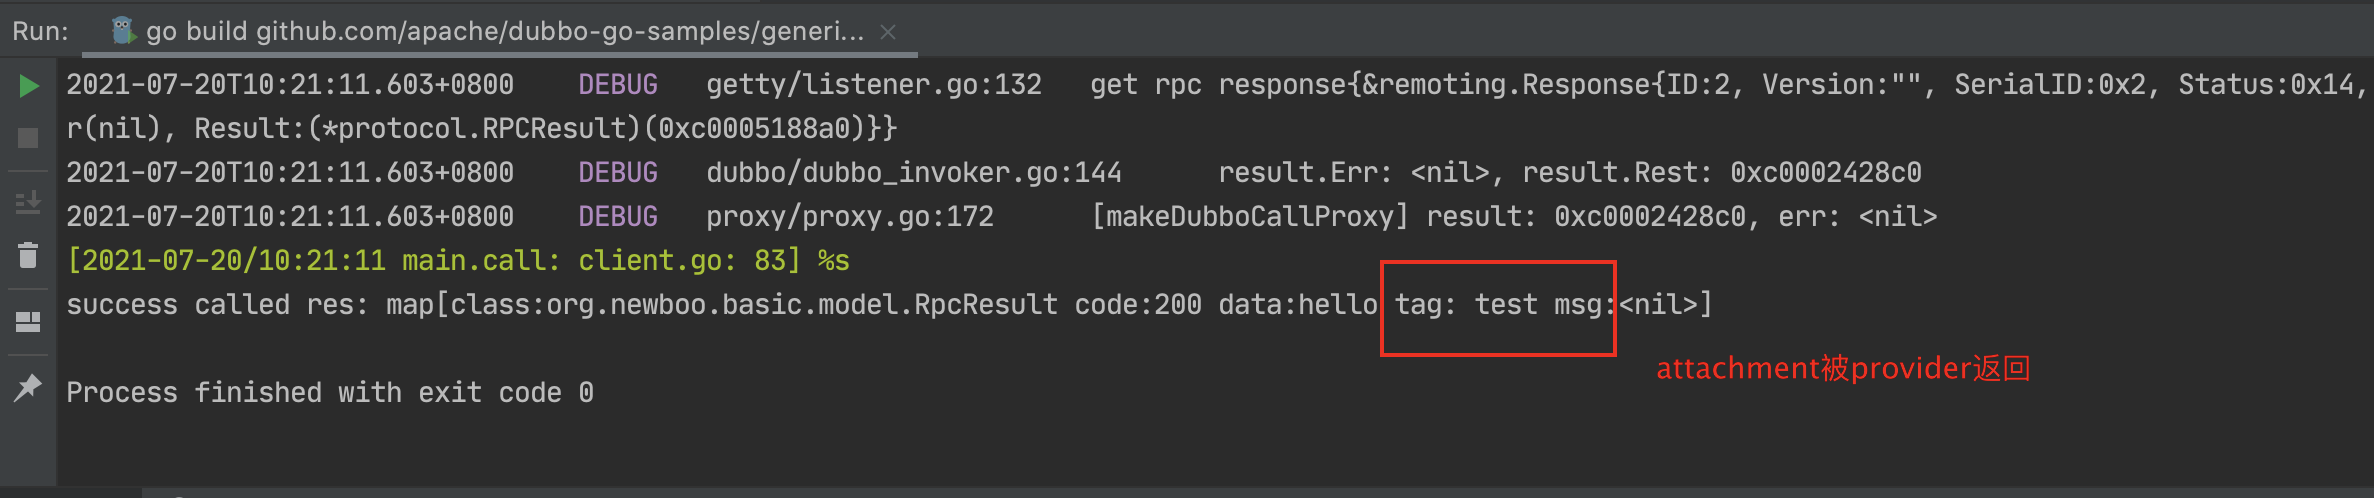 Run: go build github.com/apache/dubbo-go-samples/generi...
2021-07-20T10:21:11.603+0800 DEBUG getty/listener.go:132 get rpc response{&remoting.Response{ID:2, Version:"", SerialID:0x2, Status:0x14,
r(nil), Result:(*protocol.RPCResult)(0xc0005188a0)}}
2021-07-20T10:21:11.603+0800 DEBUG dubbo/dubbo_invoker.go:144 result.Err: <nil>, result.Rest: 0xc0002428c0
2021-07-20T10:21:11.603+0800 DEBUG proxy/proxy.go:172 [makeDubboCallProxy] result: 0xc0002428c0, err: <nil>
[2021-07-20/10:21:11 main.call: client.go: 83] %s
success called res: map[class:org.newboo.basic.model.RpcResult code:200 data:hello tag: test msg:<nil>]
attachment被provider返回
Process finished with exit code 0